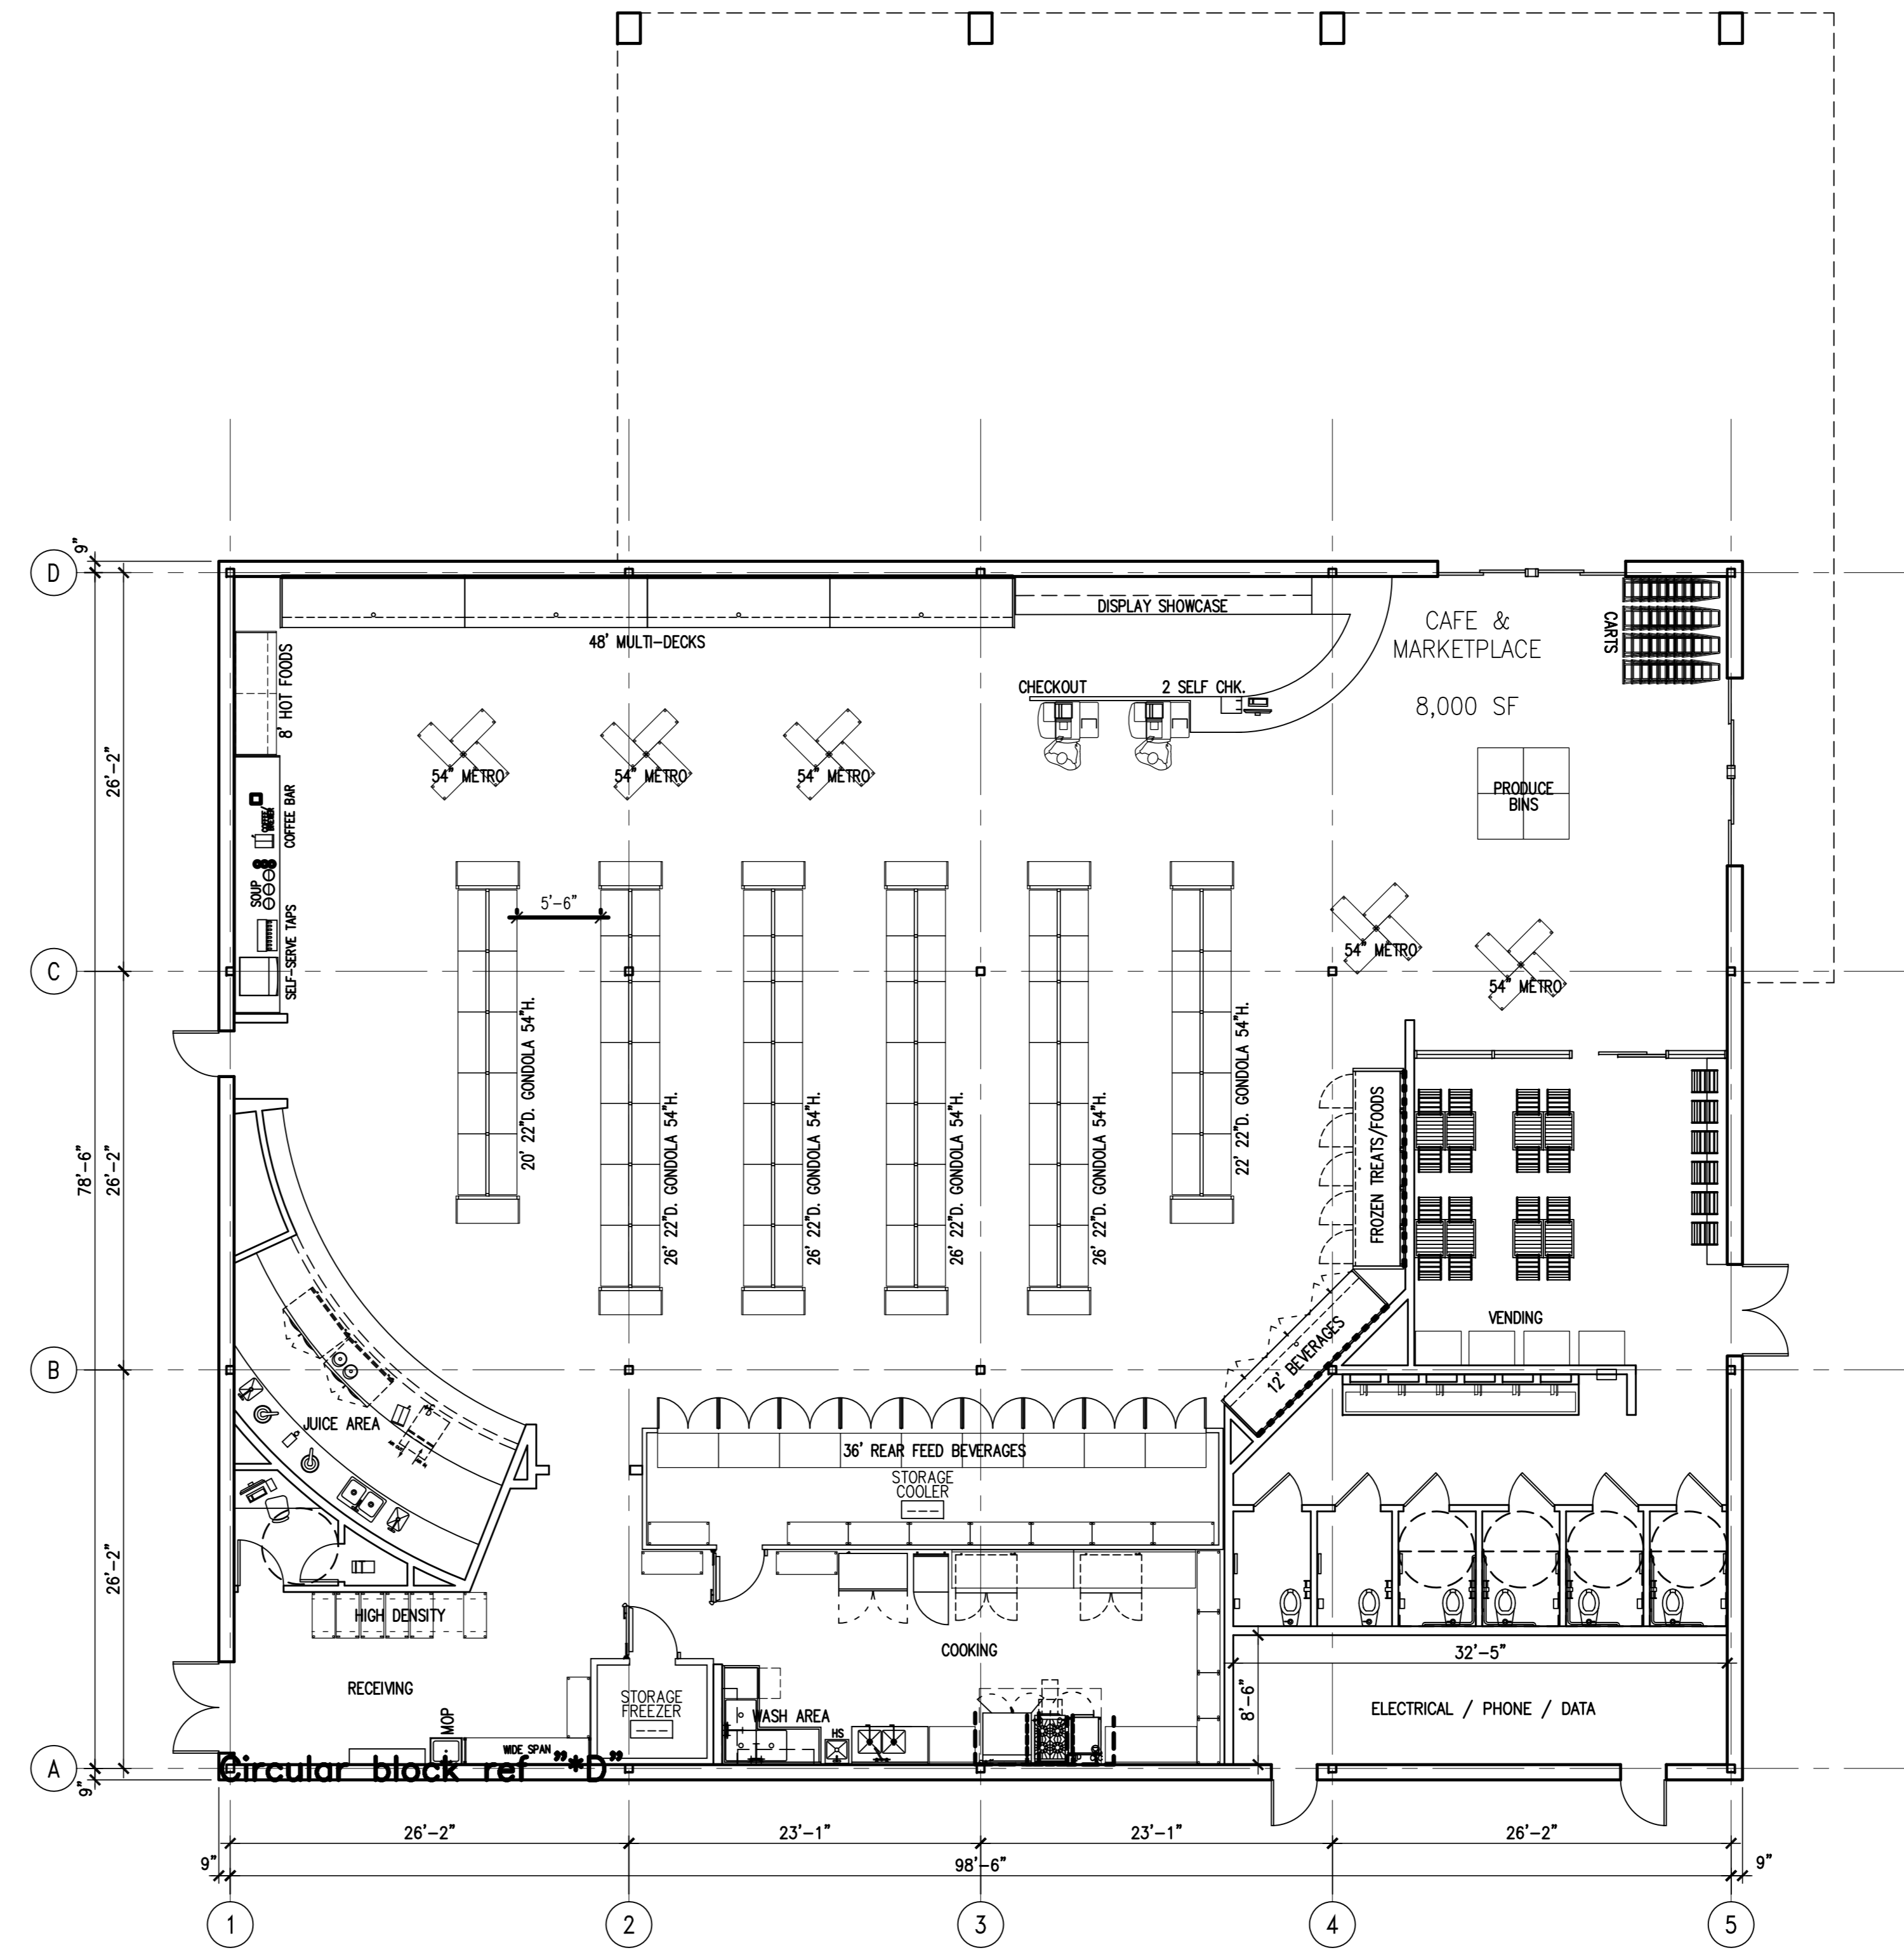 D
9"
DISPLAY SHOWCASE
48' MULTI-DECKS
CAFE &
MARKETPLACE
8,000 SF
CARTS
8' HOT FOODS
CHECKOUT
2 SELF CHK.
54" METRO
54" METRO
54" METRO
26'-2"
PRODUCE
BINS
COFFEE BAR
COFFEE/
SOUP
SELF-SERVE TAPS
5'-6"
54" METRO
54" METRO
C
20' 22"D. GONDOLA 54"H.
26' 22"D. GONDOLA 54"H.
26' 22"D. GONDOLA 54"H.
26' 22"D. GONDOLA 54"H.
26' 22"D. GONDOLA 54"H.
22' 22"D. GONDOLA 54"H.
78'-6"
26'-2"
FROZEN TREATS/FOODS
VENDING
12' BEVERAGES
B
JUICE AREA
36' REAR FEED BEVERAGES
STORAGE
COOLER
26'-2"
HIGH DENSITY
COOKING
32'-5"
RECEIVING
STORAGE
FREEZER
8'-6"
ELECTRICAL / PHONE / DATA
MOP
WASH AREA
HS
WIDE SPAN
Circular block ref "*D"
A
9"
26'-2"
23'-1"
23'-1"
26'-2"
9"
98'-6"
9"
1
2
3
4
5